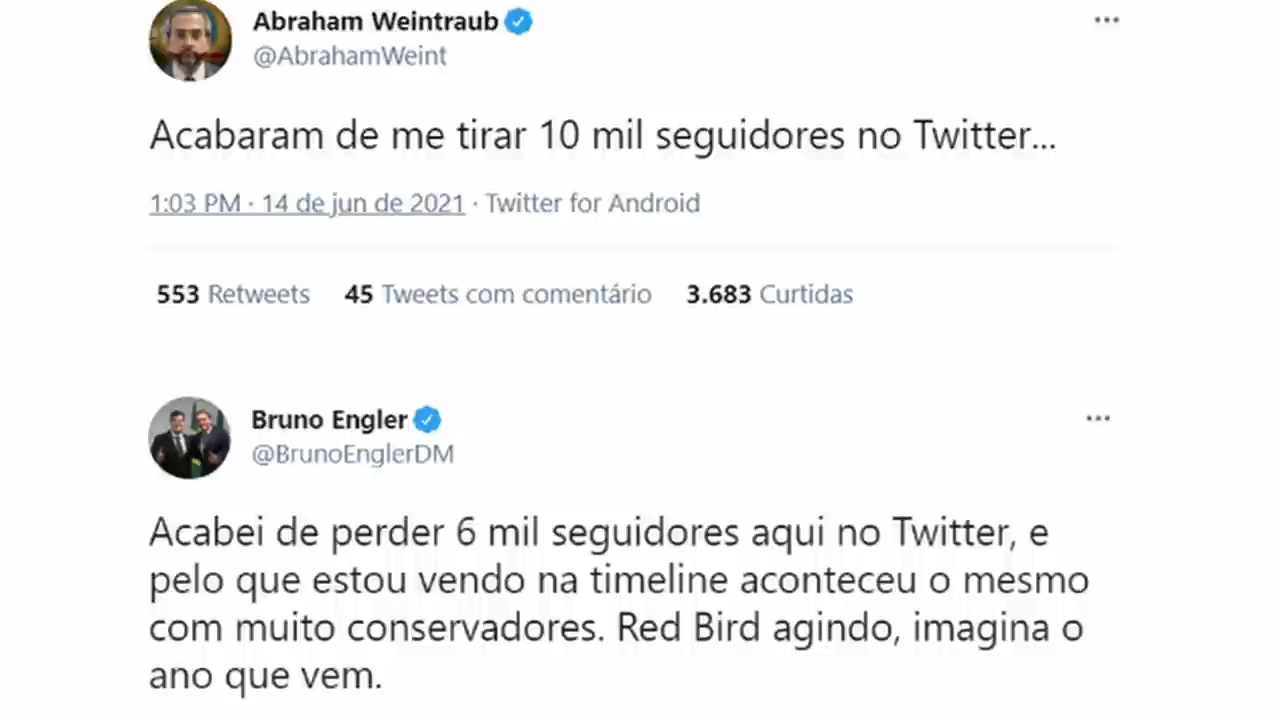 Abraham Weintraub
@AbrahamWeint
Acabaram de me tirar 10 mil seguidores no Twitter...
1:03 PM · 14 de jun de 2021 · Twitter for Android
553 Retweets 45 Tweets com comentário 3.683 Curtidas
Bruno Engler
@BrunoEnglerDM
Acabei de perder 6 mil seguidores aqui no Twitter, e
pelo que estou vendo na timeline aconteceu o mesmo
com muito conservadores. Red Bird agindo, imagina o
ano que vem.